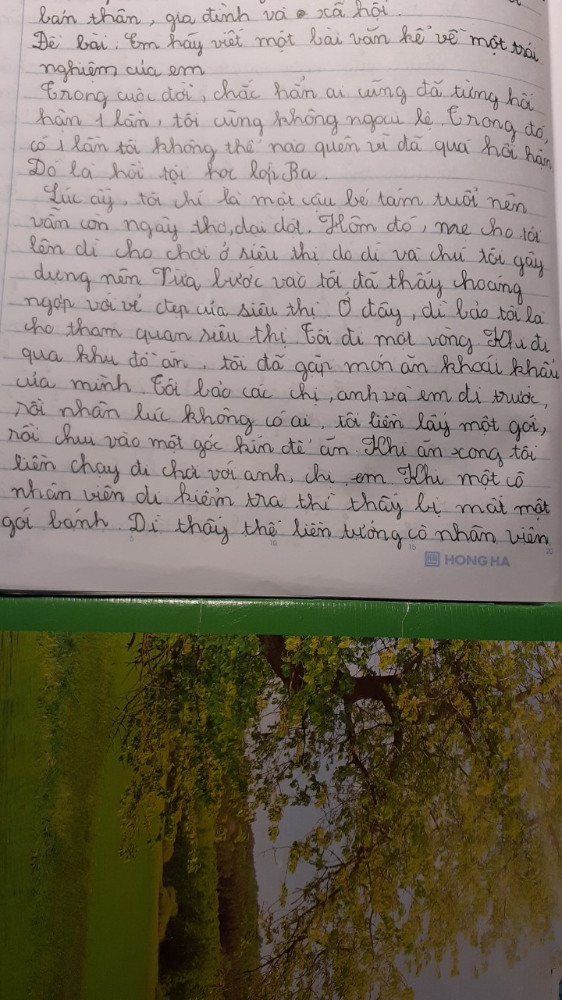 bản thân, gia đình và xã hội.
Đề bài: Em hãy viết một bài văn kể về một trải
nghiệm của em
Trong cuộc đời, chắc hẳn ai cũng đã từng hối
hận 1 lần, tôi cũng không ngoại lệ. Trong đó,
có 1 lần tôi không thể nào quên vì đã quá hối hận
Đó là hồi tôi học lớp Ba.
Lúc ấy, tôi chỉ là một cậu bé tám tuổi nên
vẫn còn ngây thơ, dại dột. Hôm đó, mẹ cho tôi
lên dì cho chơi ở siêu thị do dì và chú tôi gây
dựng nên Vừa bước vào tôi đã thấy choáng
ngợp với vẻ đẹp của siêu thị. Ở đây, dì bảo tôi là
cho tham quan siêu thị. Tôi đi một vòng. Khi đi
qua khu đồ ăn, tôi đã gặp món ăn khoái khẩu
của mình. Tôi bảo các chị, anh và em đi trước,
rồi nhân lúc không có ai, tôi liền lấy một gói,
rồi chui vào một góc kín để ăn. Khi ăn xong tôi
liền chạy đi chơi với anh, chị, em. Khi một cô
nhân viên đi kiểm tra thì thấy bị mất một
gói bánh. Dì thấy thế liền tưởng cô nhân viên
5 10 15 20
HONG HA